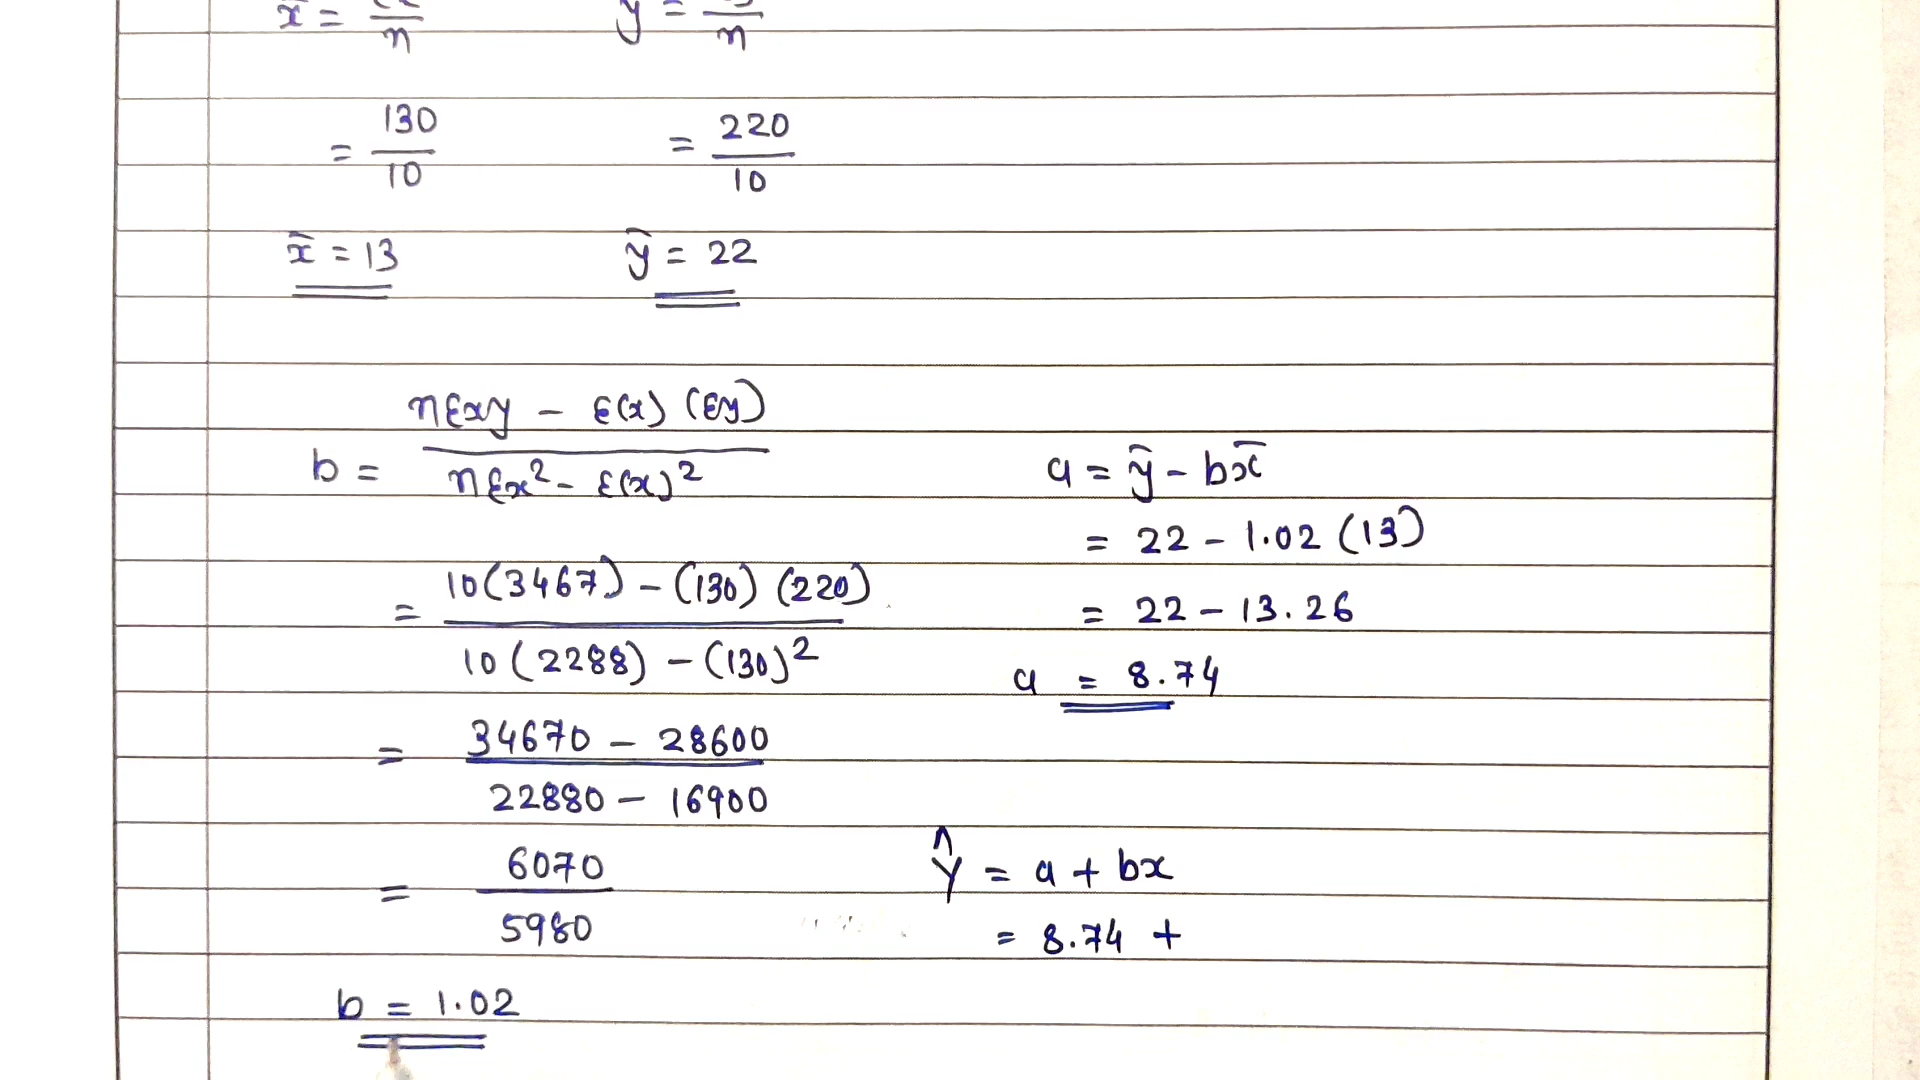 x̄ = /n ȳ = /n
= 130/10 = 220/10
x̄ = 13 ȳ = 22
b = (nΣxy − Σ(x) (Σy))/(nΣx² − Σ(x)²) a = ȳ − bx̄
= 22 − 1.02 (13)
= (10(3467) − (130) (220))/(10(2288) − (130)²) = 22 − 13.26
a = 8.74
= (34670 − 28600)/(22880 − 16900)
= 6070/5980 Ŷ = a + bx
= 8.74 +
b = 1.02